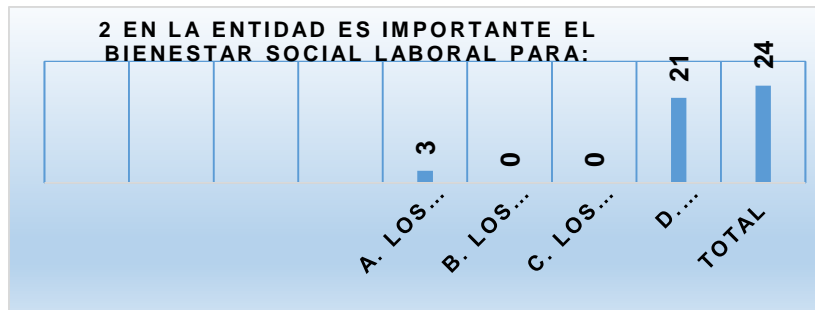 2 EN LA ENTIDAD ES IMPORTANTE EL
BIENESTAR SOCIAL LABORAL PARA:
3
0
0
21
24
A. LOS...
B. LOS...
C. LOS...
D. ...
TOTAL